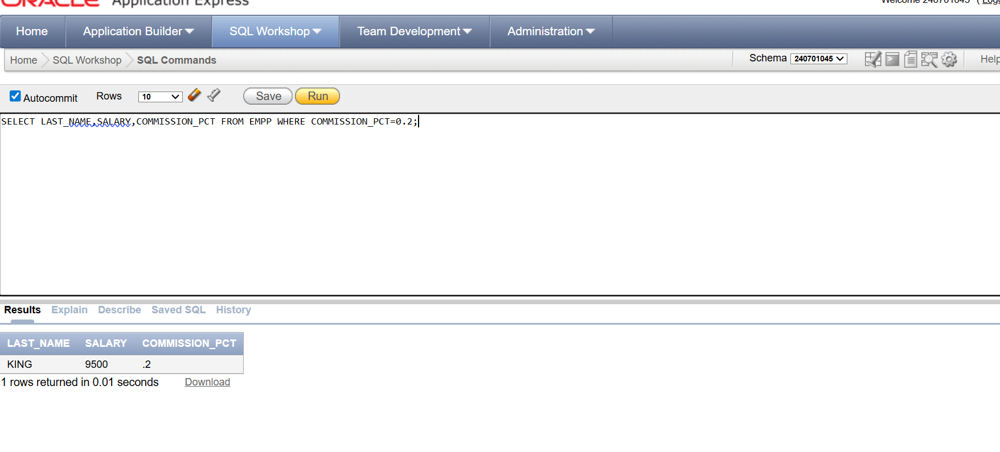 ORACLE Application Express
Welcome 240701045
Home Application Builder SQL Workshop Team Development Administration
Home SQL Workshop SQL Commands
Schema 240701045
Help
Autocommit Rows 10 Save Run
SELECT LAST_NAME,SALARY,COMMISSION_PCT FROM EMPP WHERE COMMISSION_PCT=0.2;
Results Explain Describe Saved SQL History
LAST_NAME SALARY COMMISSION_PCT
KING 9500 .2
1 rows returned in 0.01 seconds Download